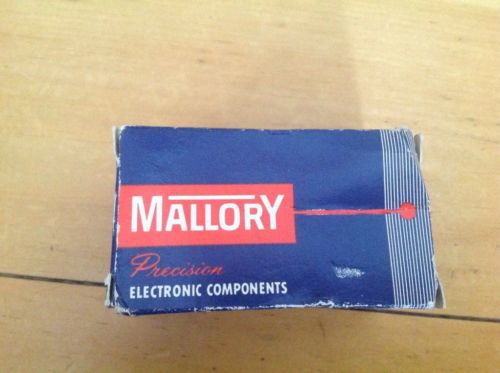 MALLORY
Precision
ELECTRONIC COMPONENTS